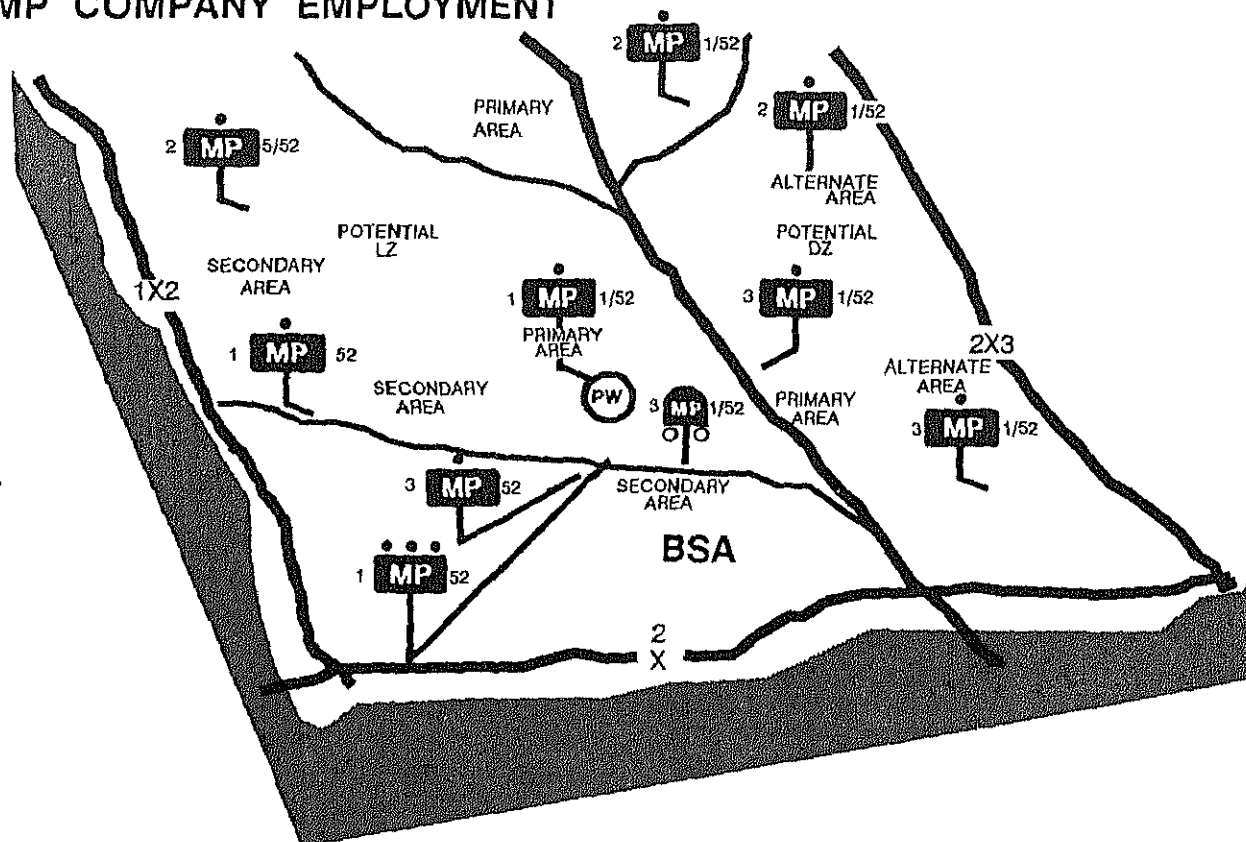 MP COMPANY EMPLOYMENT
2 MP 1/52
PRIMARY
AREA
2 MP 1/52
2 MP 5/52
ALTERNATE
AREA
POTENTIAL
LZ
POTENTIAL
DZ
SECONDARY
AREA
1X2
1 MP 1/52
3 MP 1/52
PRIMARY
AREA
1 MP 52
2X3
ALTERNATE
AREA
SECONDARY
AREA
PW
3 MP 1/52
PRIMARY
AREA
3 MP 1/52
3 MP 52
SECONDARY
AREA
BSA
1 MP 52
2
X